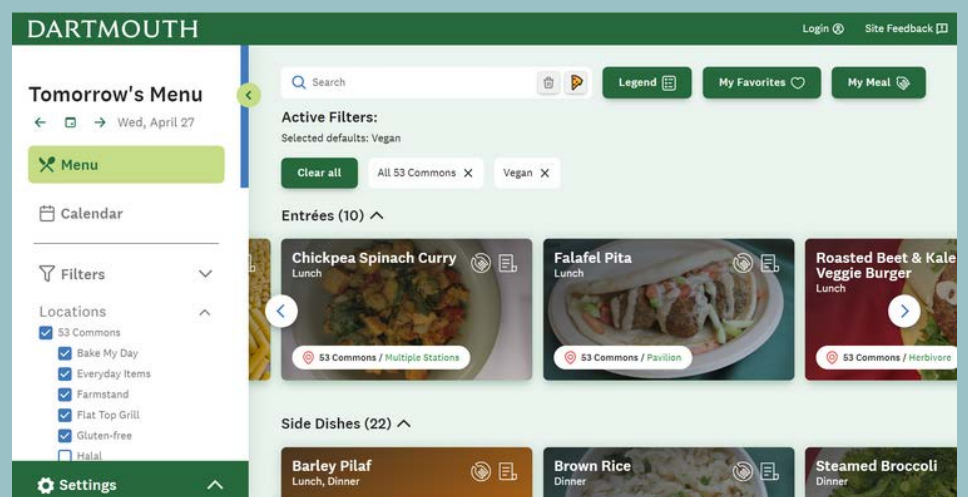 DARTMOUTH
Login
Site Feedback
Tomorrow's Menu
Wed, April 27
Menu
Calendar
Filters
Locations
53 Commons
Bake My Day
Everyday Items
Farmstand
Flat Top Grill
Gluten-free
Halal
Settings
Search
Legend
My Favorites
My Meal
Active Filters:
Selected defaults: Vegan
Clear all
All 53 Commons
Vegan
Entrées (10)
Chickpea Spinach Curry
Lunch
53 Commons / Multiple Stations
Falafel Pita
Lunch
53 Commons / Pavilion
Roasted Beet & Kale
Veggie Burger
Lunch
53 Commons / Herbivore
Side Dishes (22)
Barley Pilaf
Lunch, Dinner
Brown Rice
Dinner
Steamed Broccoli
Dinner